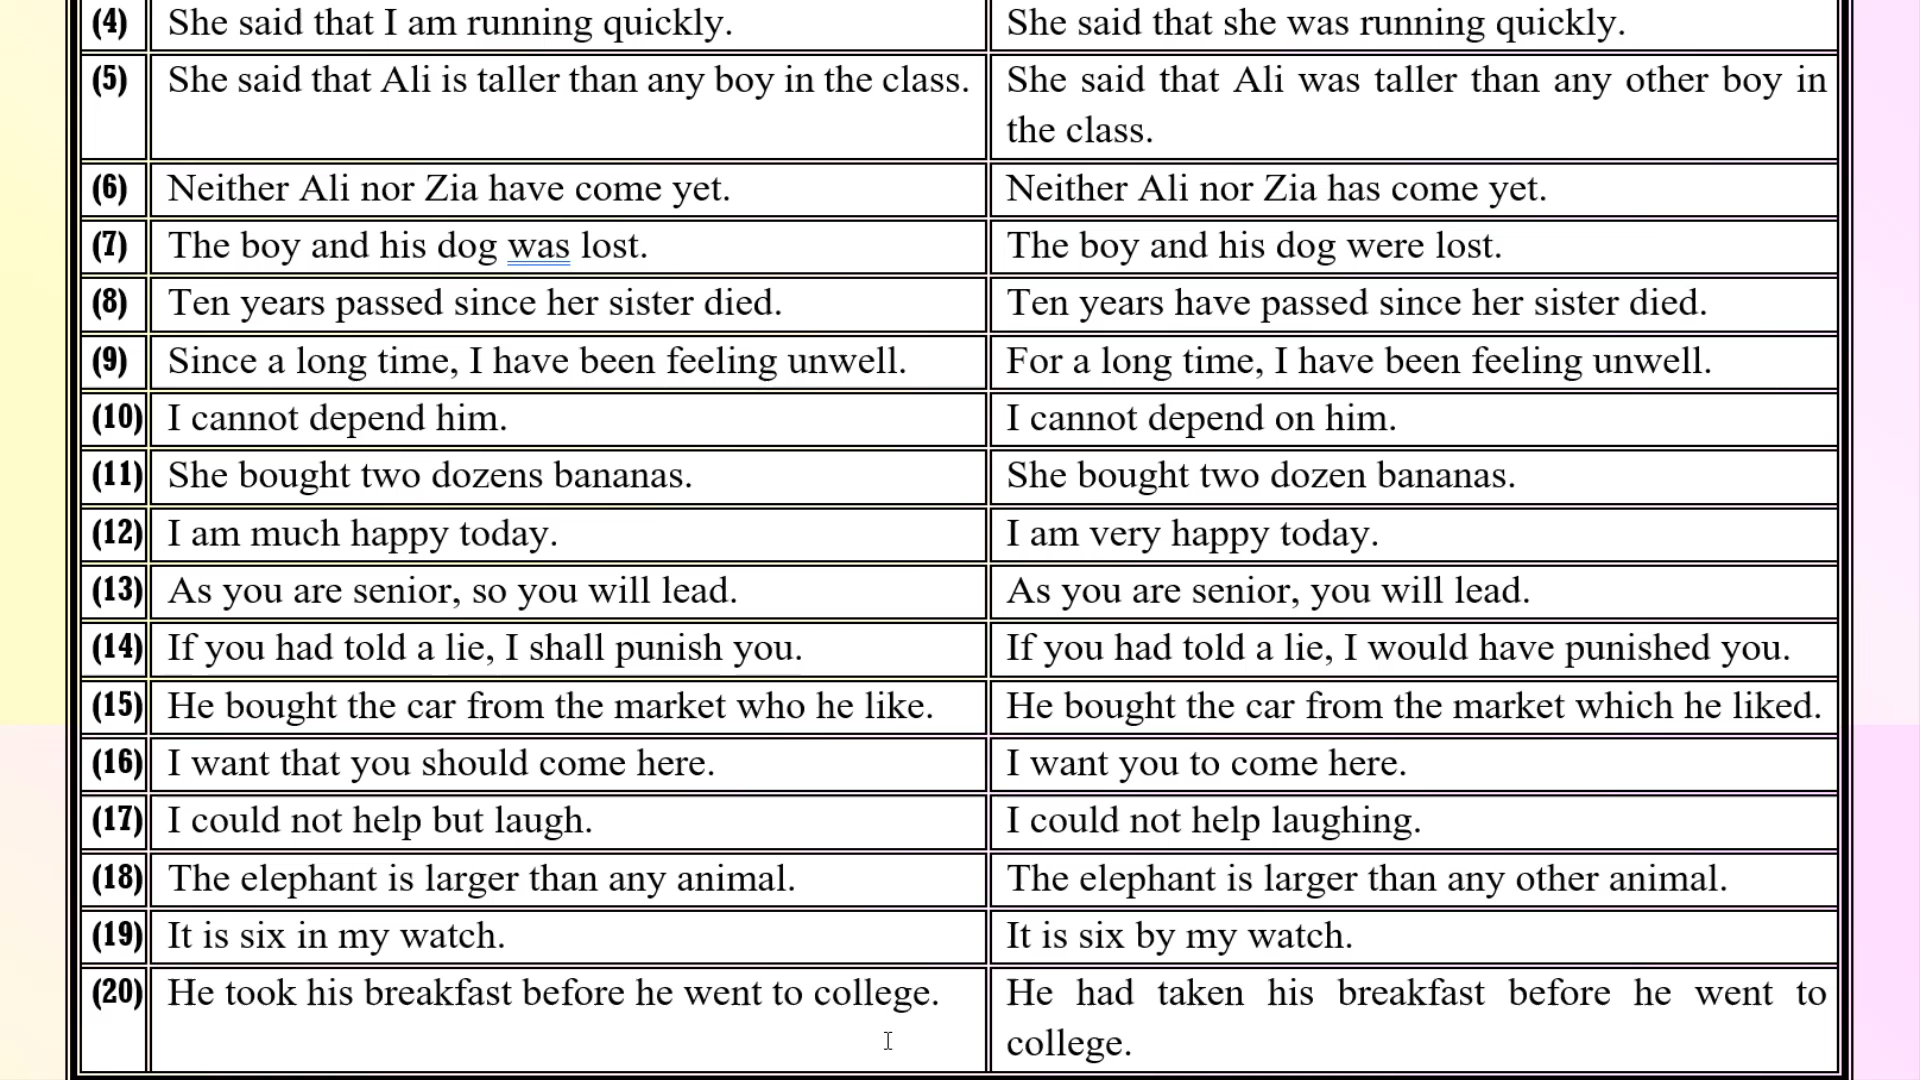 (4) She said that I am running quickly. She said that she was running quickly.
(5) She said that Ali is taller than any boy in the class. She said that Ali was taller than any other boy in
the class.
(6) Neither Ali nor Zia have come yet. Neither Ali nor Zia has come yet.
(7) The boy and his dog was lost. The boy and his dog were lost.
(8) Ten years passed since her sister died. Ten years have passed since her sister died.
(9) Since a long time, I have been feeling unwell. For a long time, I have been feeling unwell.
(10) I cannot depend him. I cannot depend on him.
(11) She bought two dozens bananas. She bought two dozen bananas.
(12) I am much happy today. I am very happy today.
(13) As you are senior, so you will lead. As you are senior, you will lead.
(14) If you had told a lie, I shall punish you. If you had told a lie, I would have punished you.
(15) He bought the car from the market who he like. He bought the car from the market which he liked.
(16) I want that you should come here. I want you to come here.
(17) I could not help but laugh. I could not help laughing.
(18) The elephant is larger than any animal. The elephant is larger than any other animal.
(19) It is six in my watch. It is six by my watch.
(20) He took his breakfast before he went to college. He had taken his breakfast before he went to
college.